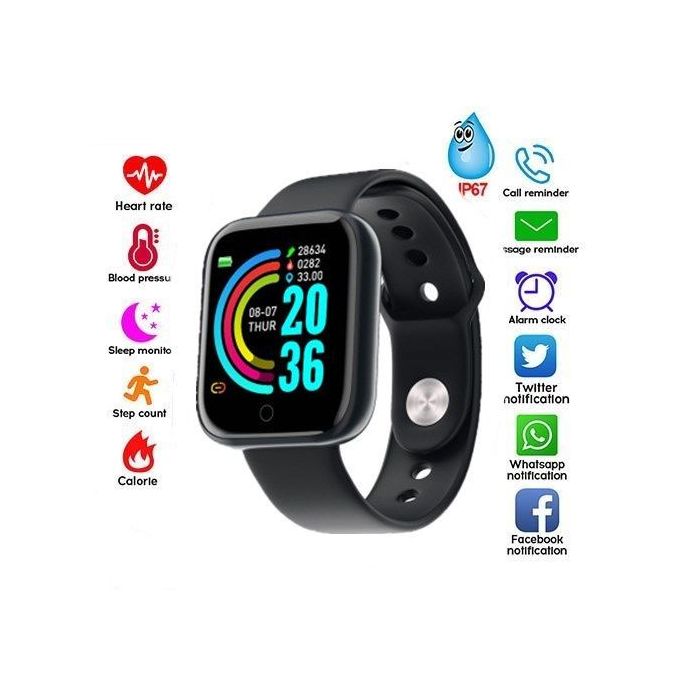 Heart rate
Blood pressu
Sleep monito
Step count
Calorie
28634
0282
33.00
08-07
THUR
20
36
IP67
Call reminder
ssage reminder
Alarm clock
Twitter
notification
Whatsapp
notification
Facebook
notification